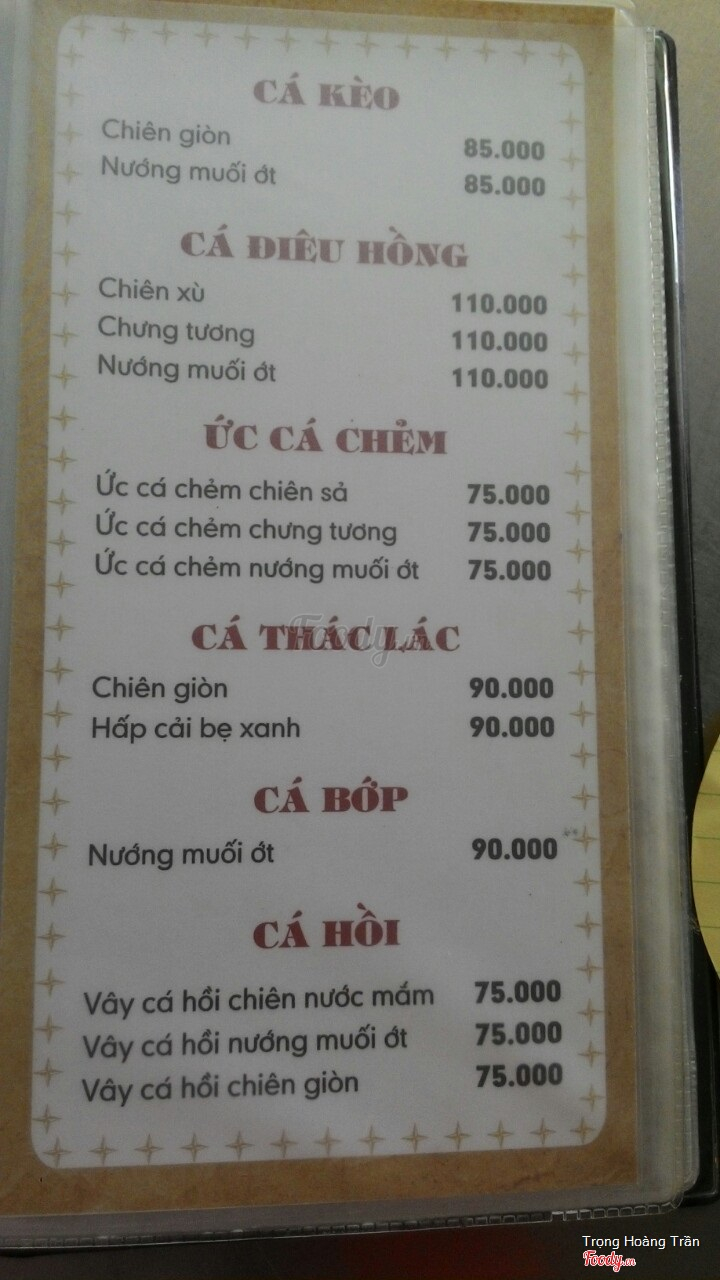 CÁ KÈO
Chiên giòn 85.000
Nướng muối ớt 85.000
CÁ ĐIÊU HỒNG
Chiên xù 110.000
Chưng tương 110.000
Nướng muối ớt 110.000
ỨC CÁ CHẺM
Ức cá chẻm chiên sả 75.000
Ức cá chẻm chưng tương 75.000
Ức cá chẻm nướng muối ớt 75.000
CÁ THÁC LÁC
Foody.vn
Chiên giòn 90.000
Hấp cải bẹ xanh 90.000
CÁ BỚP
Nướng muối ớt 90.000
CÁ HỒI
Vây cá hồi chiên nước mắm 75.000
Vây cá hồi nướng muối ớt 75.000
Vây cá hồi chiên giòn 75.000
Trọng Hoàng Trần
Foody.vn